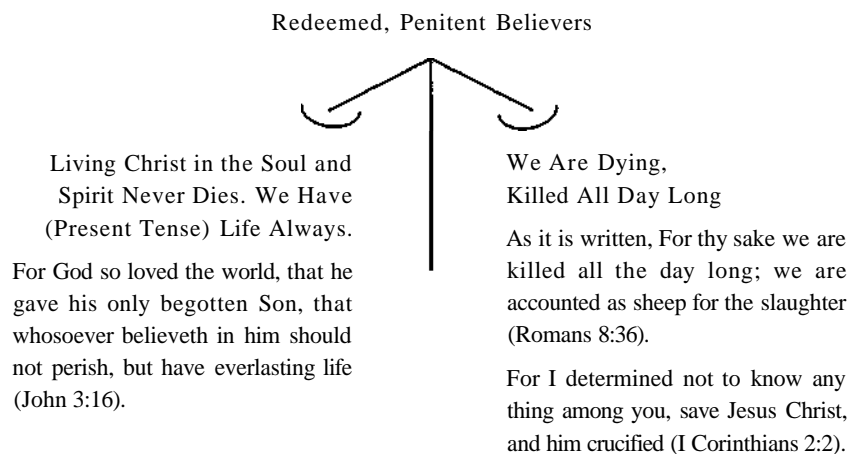 Redeemed, Penitent Believers
Living Christ in the Soul and
Spirit Never Dies. We Have
(Present Tense) Life Always.
For God so loved the world, that he
gave his only begotten Son, that
whosoever believeth in him should
not perish, but have everlasting life
(John 3:16).
We Are Dying,
Killed All Day Long
As it is written, For thy sake we are
killed all the day long; we are
accounted as sheep for the slaughter
(Romans 8:36).
For I determined not to know any
thing among you, save Jesus Christ,
and him crucified (I Corinthians 2:2).